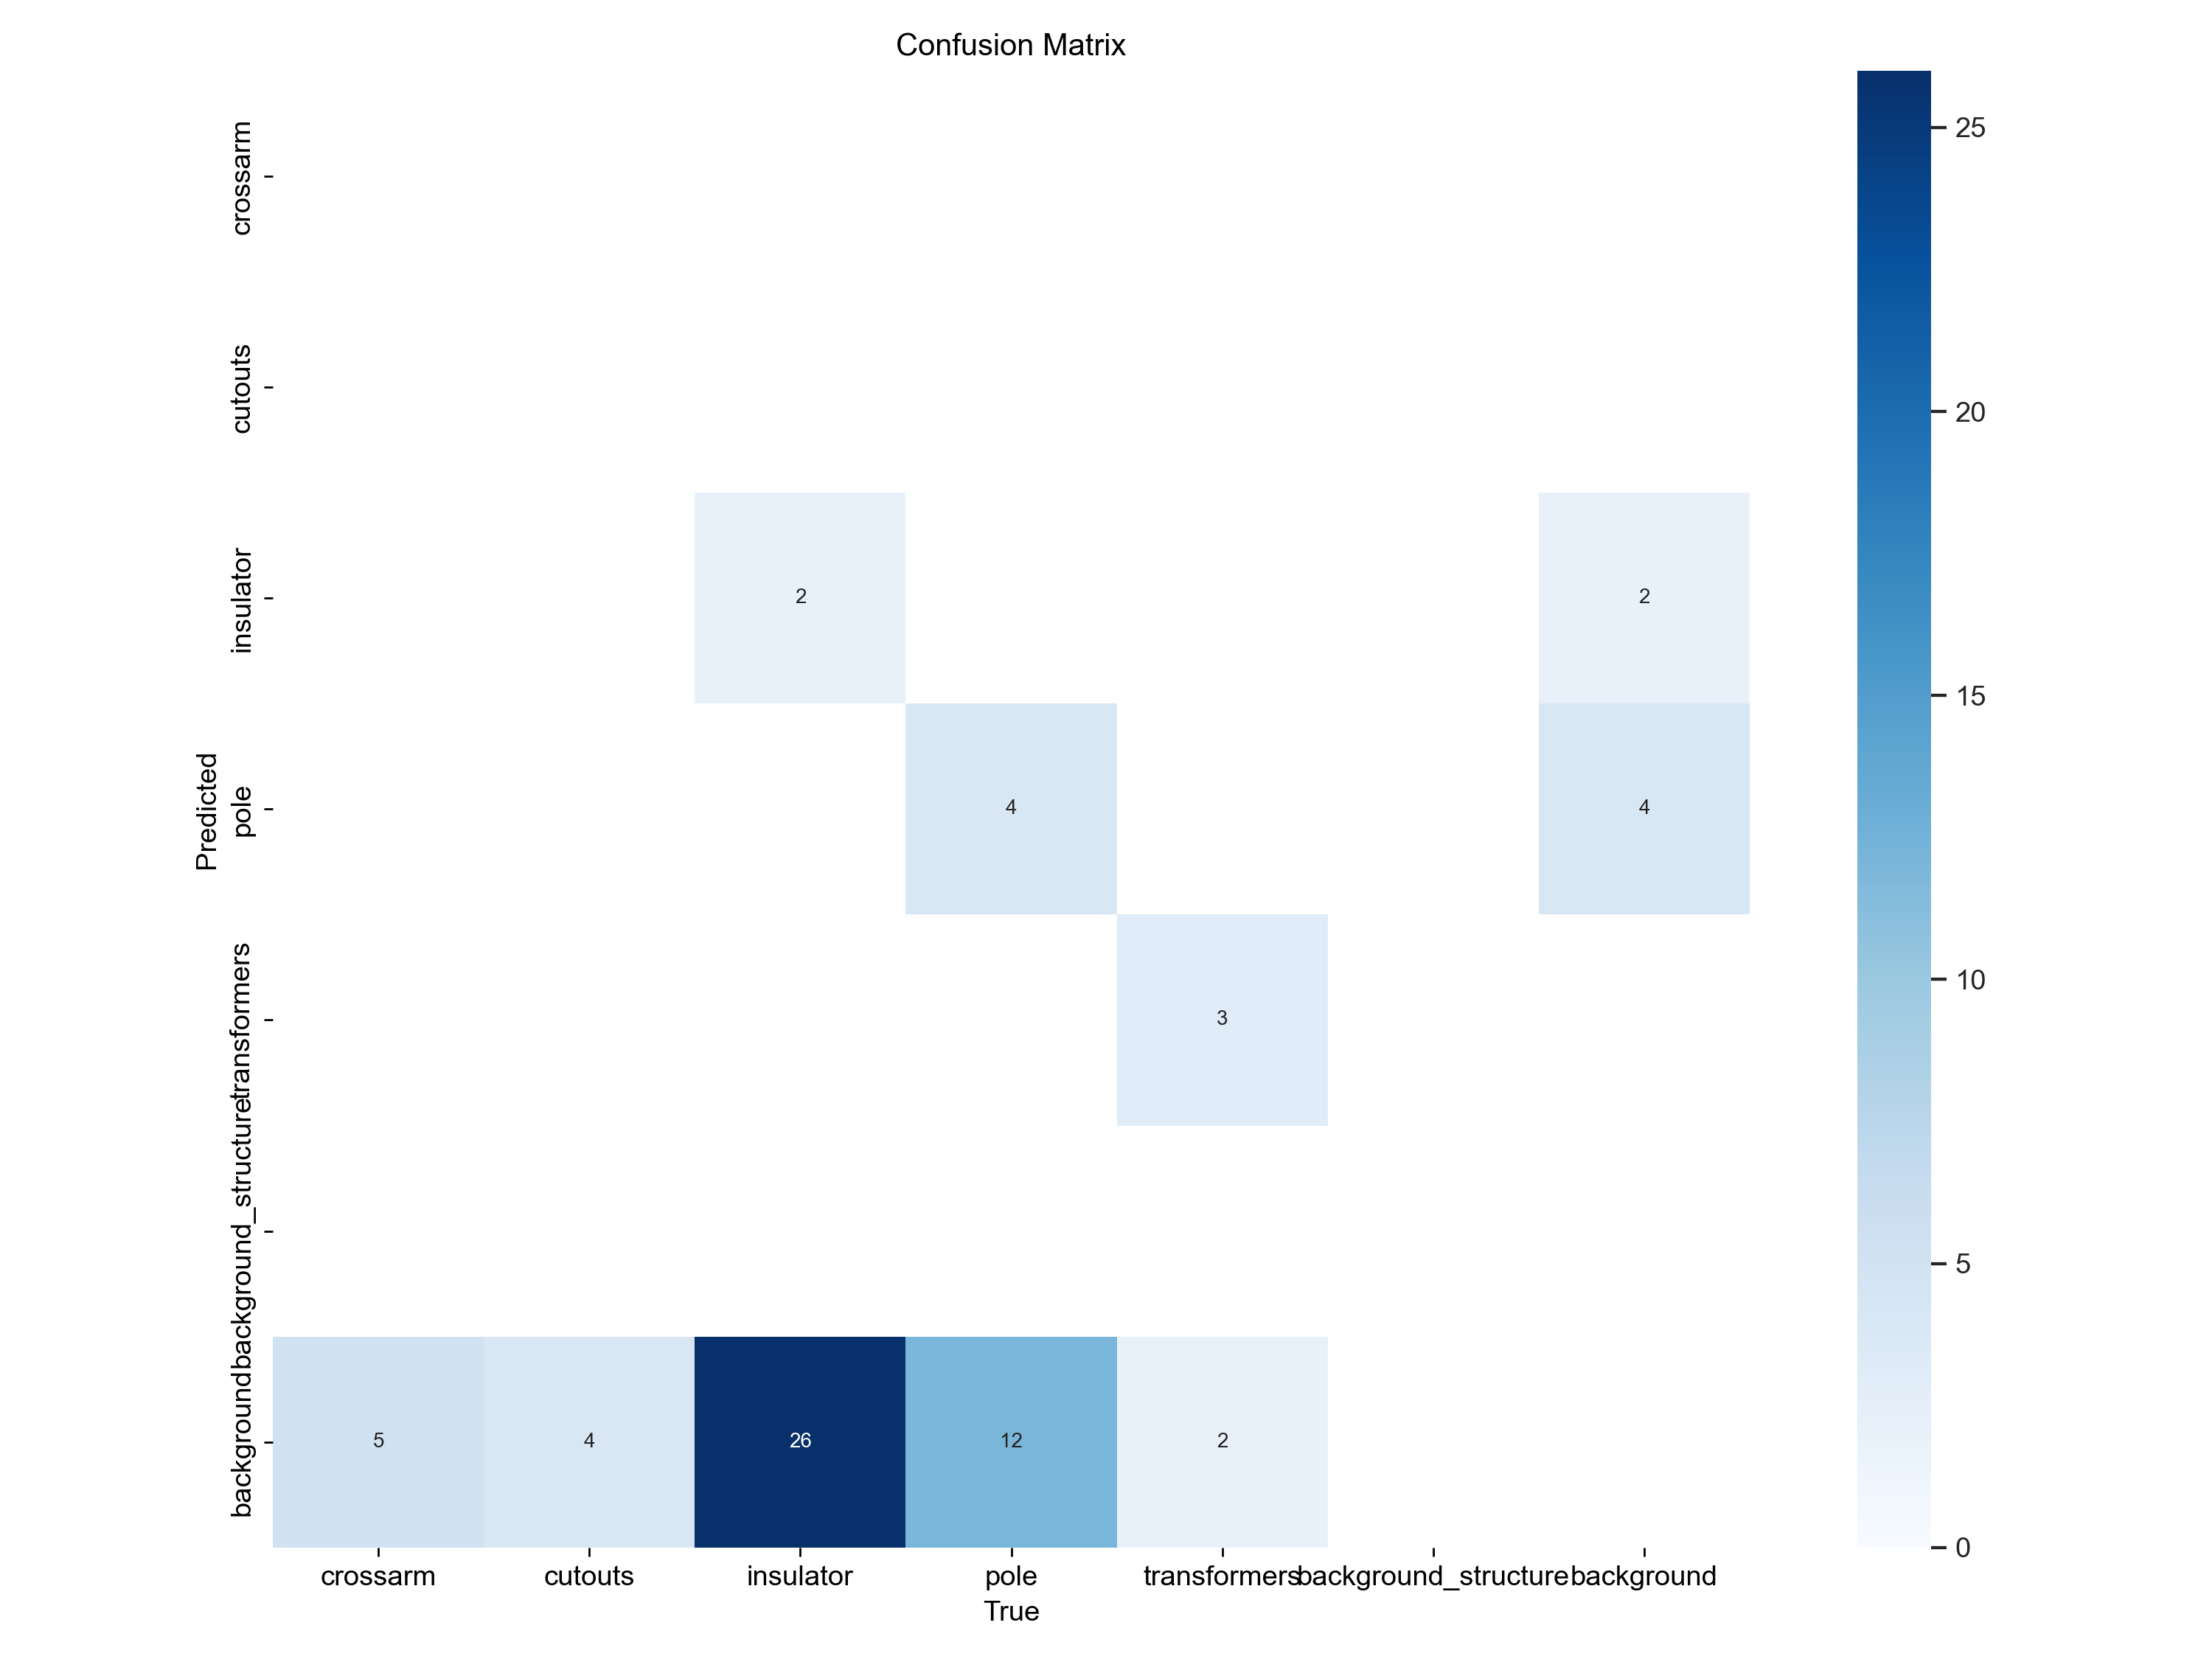 Confusion Matrix
crossarm
cutouts
insulator
pole
transformers
background_structure
background
Predicted
2
2
4
4
3
5
4
26
12
2
crossarm
cutouts
insulator
pole
transformers
background_structure
background
True
25
20
15
10
5
0